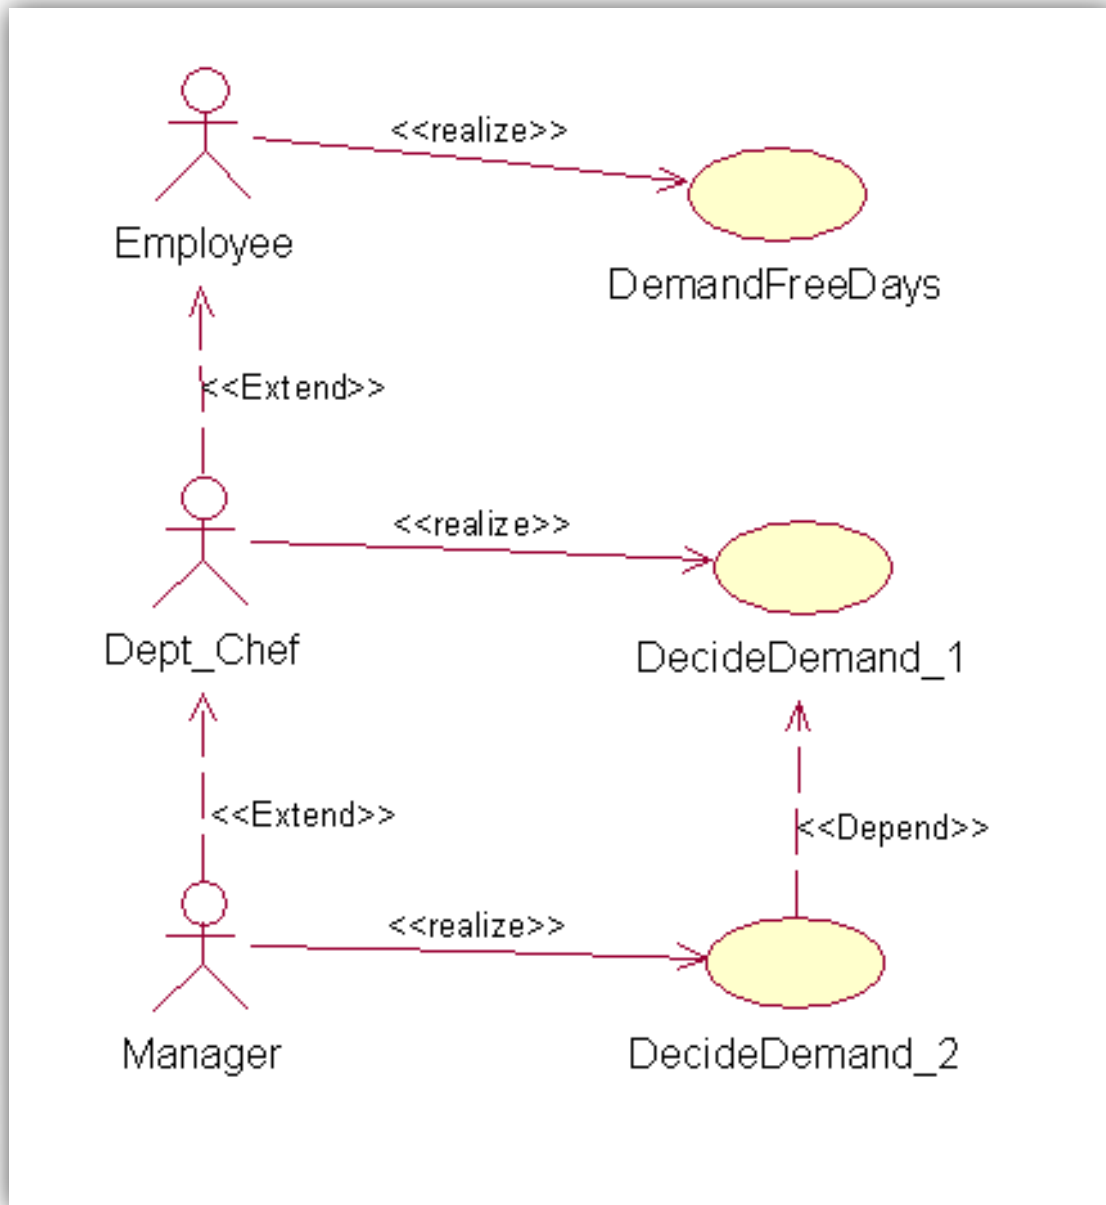 <<realize>>
Employee
DemandFreeDays
<<Extend>>
<<realize>>
Dept_Chef
DecideDemand_1
<<Extend>>
<<Depend>>
<<realize>>
Manager
DecideDemand_2